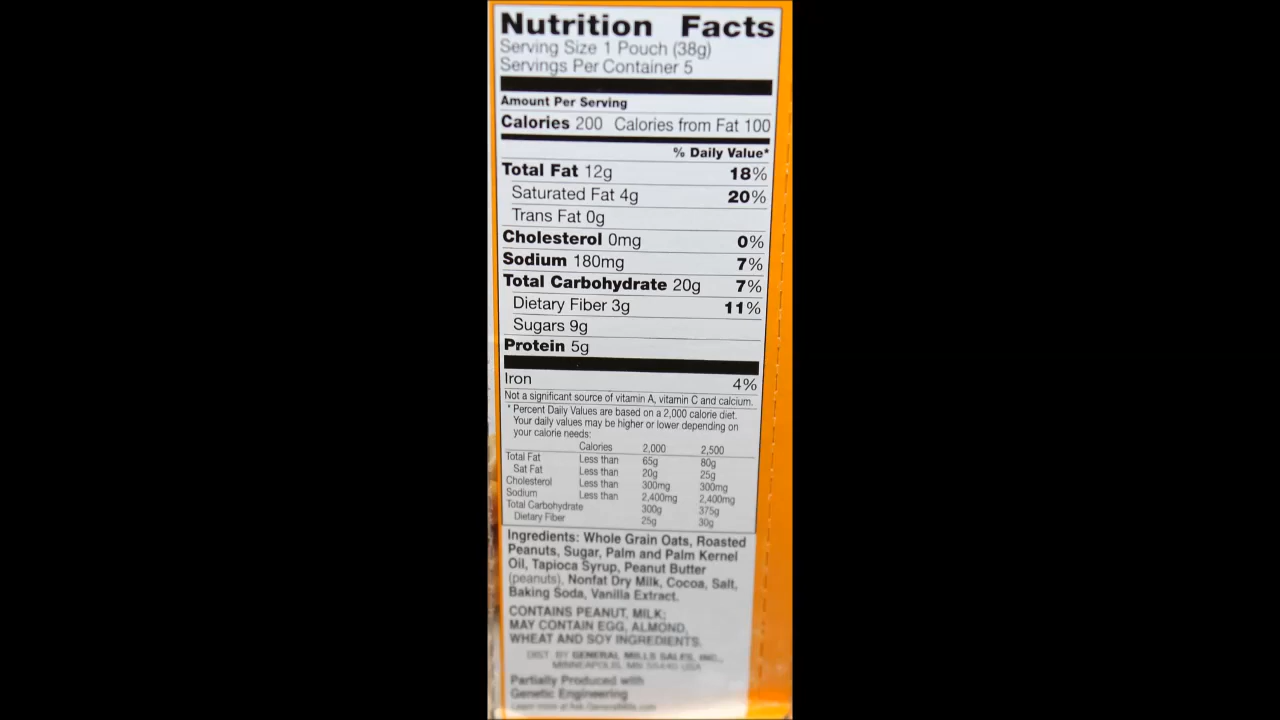 Nutrition Facts
Serving Size 1 Pouch (38g)
Servings Per Container 5
Amount Per Serving
Calories 200 Calories from Fat 100
% Daily Value*
Total Fat 12g 18%
Saturated Fat 4g 20%
Trans Fat 0g
Cholesterol 0mg 0%
Sodium 180mg 7%
Total Carbohydrate 20g 7%
Dietary Fiber 3g 11%
Sugars 9g
Protein 5g
Iron 4%
Not a significant source of vitamin A, vitamin C and calcium.
* Percent Daily Values are based on a 2,000 calorie diet.
Your daily values may be higher or lower depending on
your calorie needs:
Calories 2,000 2,500
Total Fat Less than 65g 80g
Sat Fat Less than 20g 25g
Cholesterol Less than 300mg 300mg
Sodium Less than 2,400mg 2,400mg
Total Carbohydrate 300g 375g
Dietary Fiber 25g 30g
Ingredients: Whole Grain Oats, Roasted
Peanuts, Sugar, Palm and Palm Kernel
Oil, Tapioca Syrup, Peanut Butter
(peanuts), Nonfat Dry Milk, Cocoa, Salt,
Baking Soda, Vanilla Extract.
CONTAINS PEANUT, MILK;
MAY CONTAIN EGG, ALMOND,
WHEAT AND SOY INGREDIENTS.
DIST. BY GENERAL MILLS SALES, INC.,
MINNEAPOLIS, MN 55440 USA
Partially Produced with
Genetic Engineering
Learn more at Ask.GeneralMills.com